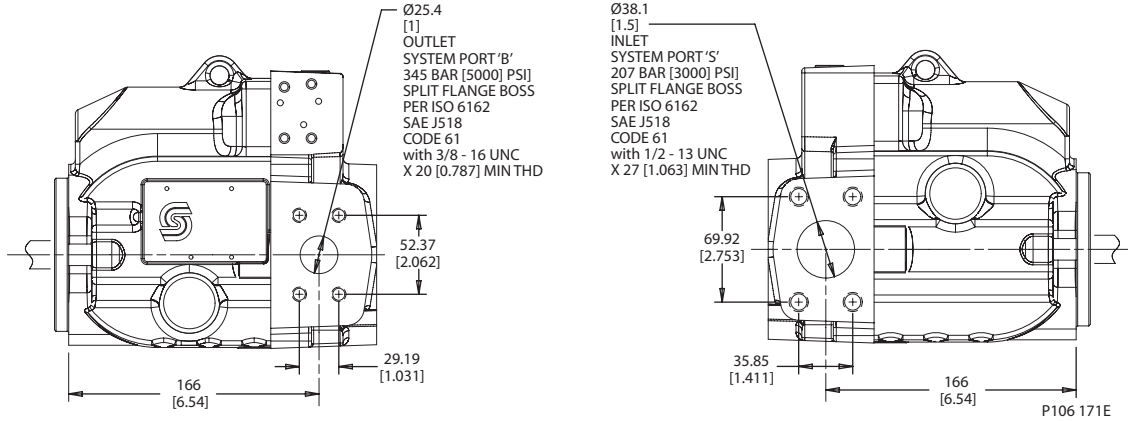 Ø25.4
[1]
OUTLET
SYSTEM PORT 'B'
345 BAR [5000] PSI]
SPLIT FLANGE BOSS
PER ISO 6162
SAE J518
CODE 61
with 3/8 - 16 UNC
X 20 [0.787] MIN THD
52.37
[2.062]
29.19
[1.031]
166
[6.54]
Ø38.1
[1.5]
INLET
SYSTEM PORT 'S'
207 BAR [3000] PSI]
SPLIT FLANGE BOSS
PER ISO 6162
SAE J518
CODE 61
with 1/2 - 13 UNC
X 27 [1.063] MIN THD
69.92
[2.753]
35.85
[1.411]
166
[6.54]
P106 171E